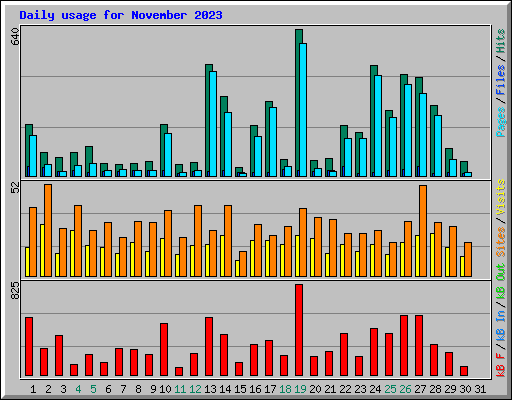 Daily usage for November 2023
640
Pages / Files / Hits
52
Sites / Visits
825
kB F / kB In / kB Out
1 2 3 4 5 6 7 8 9 10 11 12 13 14 15 16 17 18 19 20 21 22 23 24 25 26 27 28 29 30 31